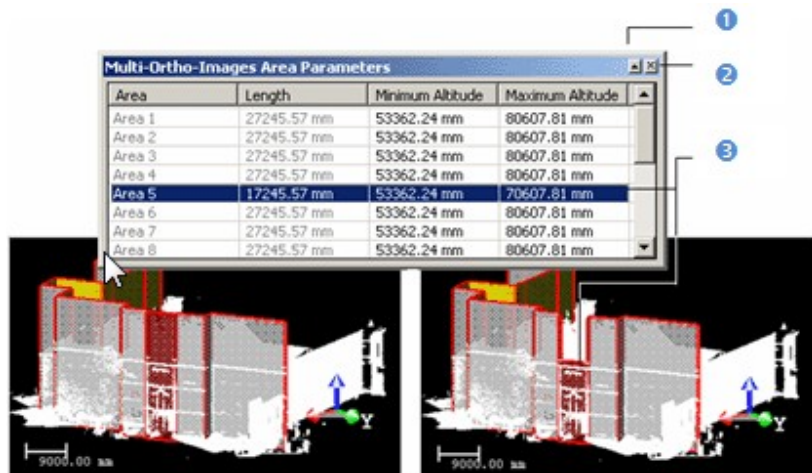 1
Multi-Ortho-Images Area Parameters
2
Area Length Minimum Altitude Maximum Altitude
Area 1 27245.57 mm 53362.24 mm 80607.81 mm
Area 2 27245.57 mm 53362.24 mm 80607.81 mm
Area 3 27245.57 mm 53362.24 mm 80607.81 mm
3
Area 4 27245.57 mm 53362.24 mm 80607.81 mm
Area 5 17245.57 mm 53362.24 mm 70607.81 mm
Area 6 27245.57 mm 53362.24 mm 80607.81 mm
Area 7 27245.57 mm 53362.24 mm 80607.81 mm
Area 8 27245.57 mm 53362.24 mm 80607.81 mm
Y
Y
9000.00 mm
9000.00 mm